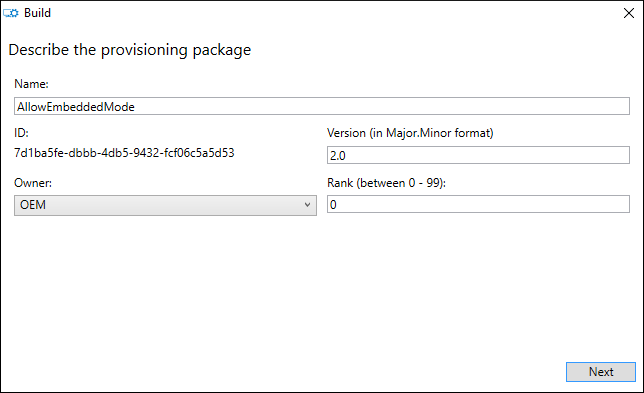 Build
Describe the provisioning package
Name:
AllowEmbeddedMode
ID:
7d1ba5fe-dbbb-4db5-9432-fcf06c5a5d53
Version (in Major.Minor format)
2.0
Owner:
OEM
Rank (between 0 - 99):
0
Next